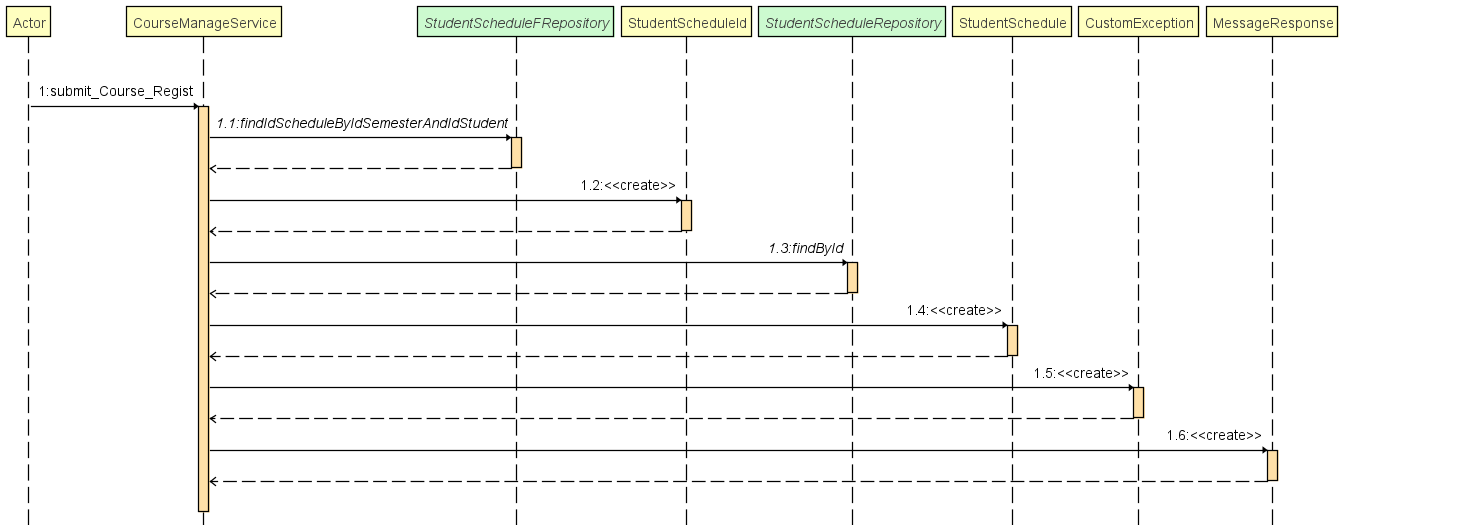 Actor
CourseManageService
StudentScheduleFRepository
StudentScheduleId
StudentScheduleRepository
StudentSchedule
CustomException
MessageResponse
1:submit_Course_Regist
1.1:findIdScheduleByIdSemesterAndIdStudent
1.2:<<create>>
1.3:findById
1.4:<<create>>
1.5:<<create>>
1.6:<<create>>